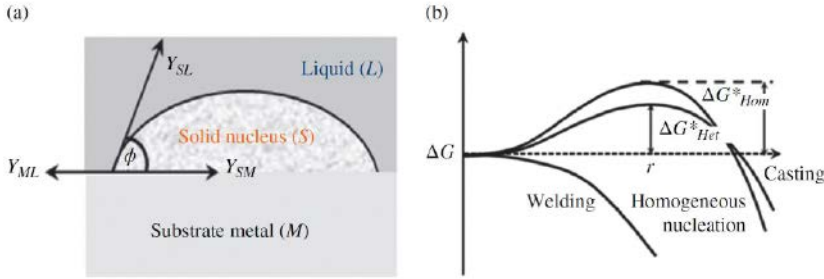 (a)
Y_SL
Liquid (L)
Solid nucleus (S)
ϕ
Y_ML
Y_SM
Substrate metal (M)
(b)
ΔG*_Hom
ΔG*_Het
ΔG
r
Casting
Welding
Homogeneous
nucleation